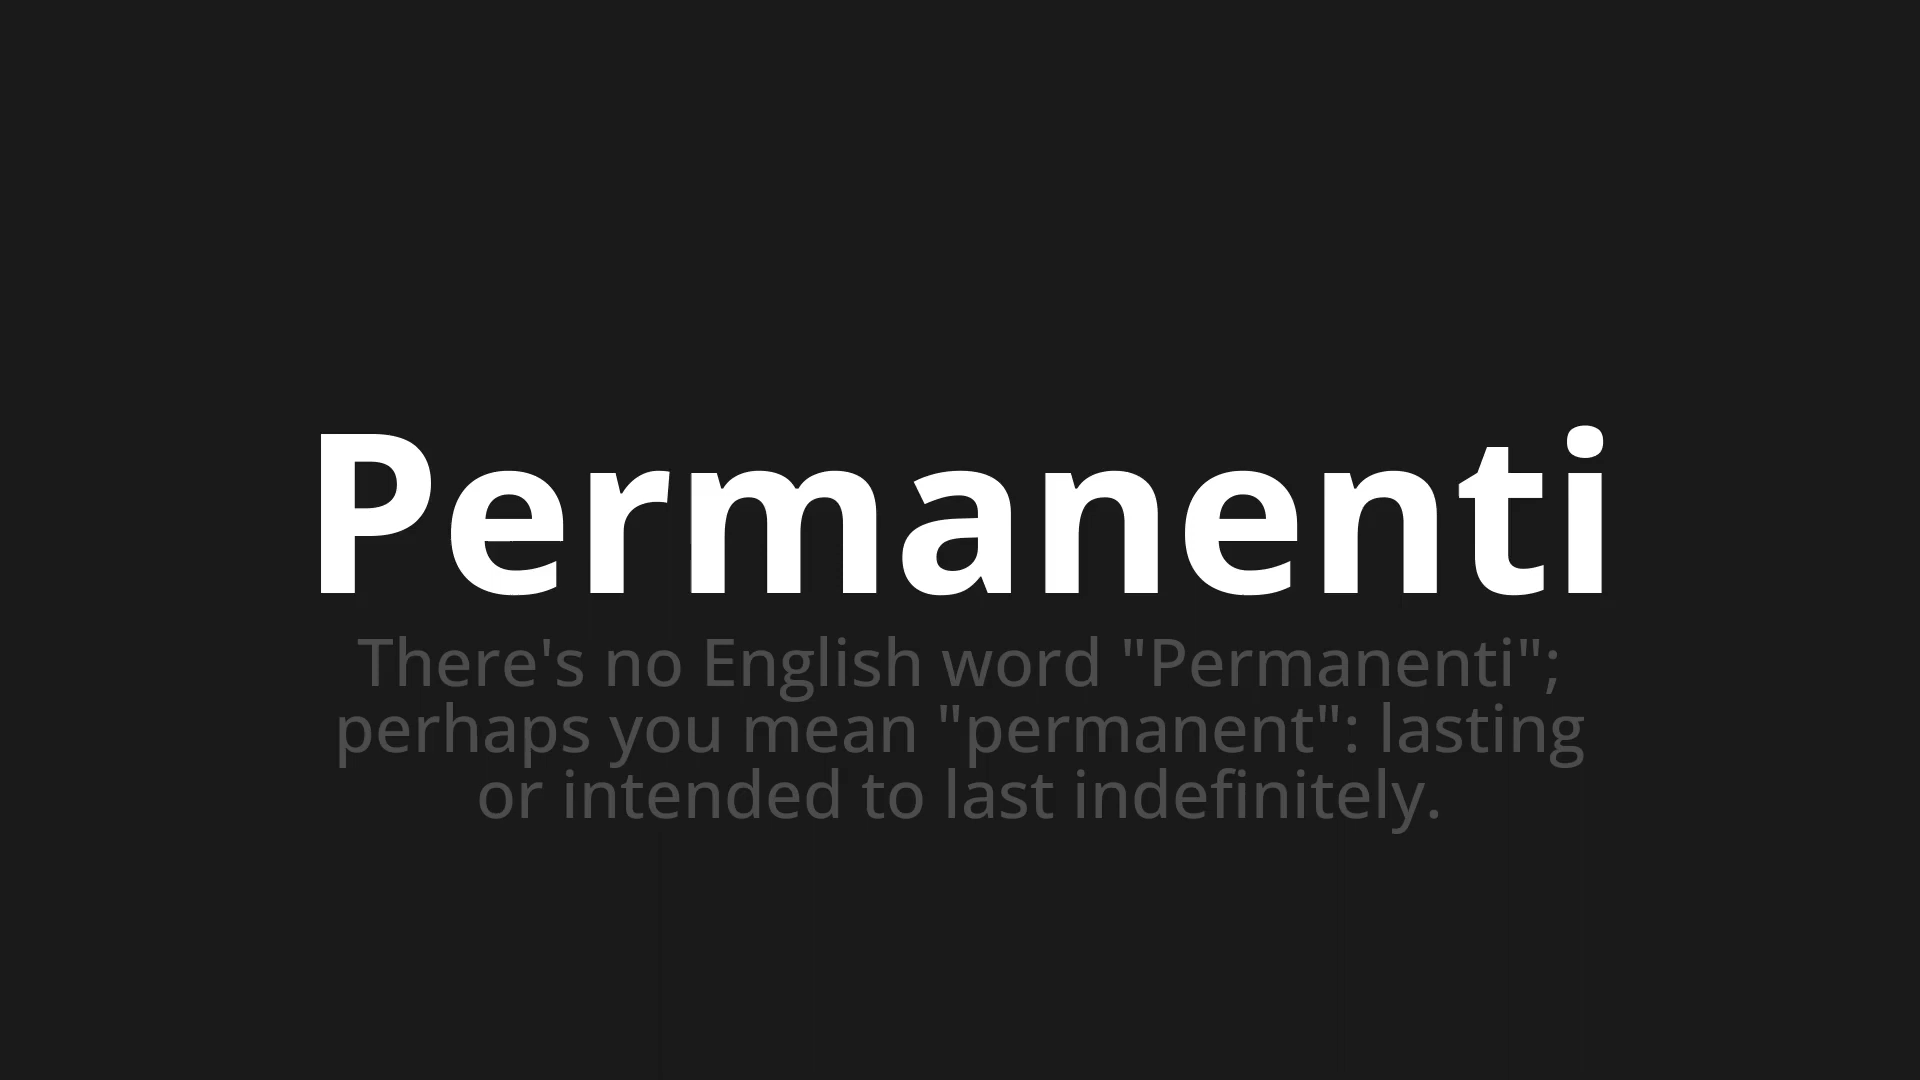 Permanenti
There's no English word "Permanenti";
perhaps you mean "permanent": lasting
or intended to last indefinitely.